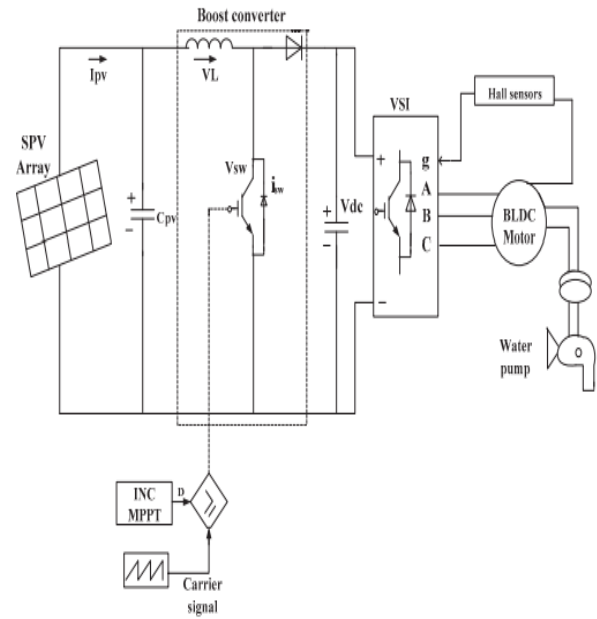 Boost converter
Ipv
VL
Hall sensors
VSI
SPV
Array
Vsw
isw
g
+
A
+
Cpv
-
+
Vdc
-
B
C
BLDC
Motor
-
Water
pump
INC
MPPT
D
Carrier
signal